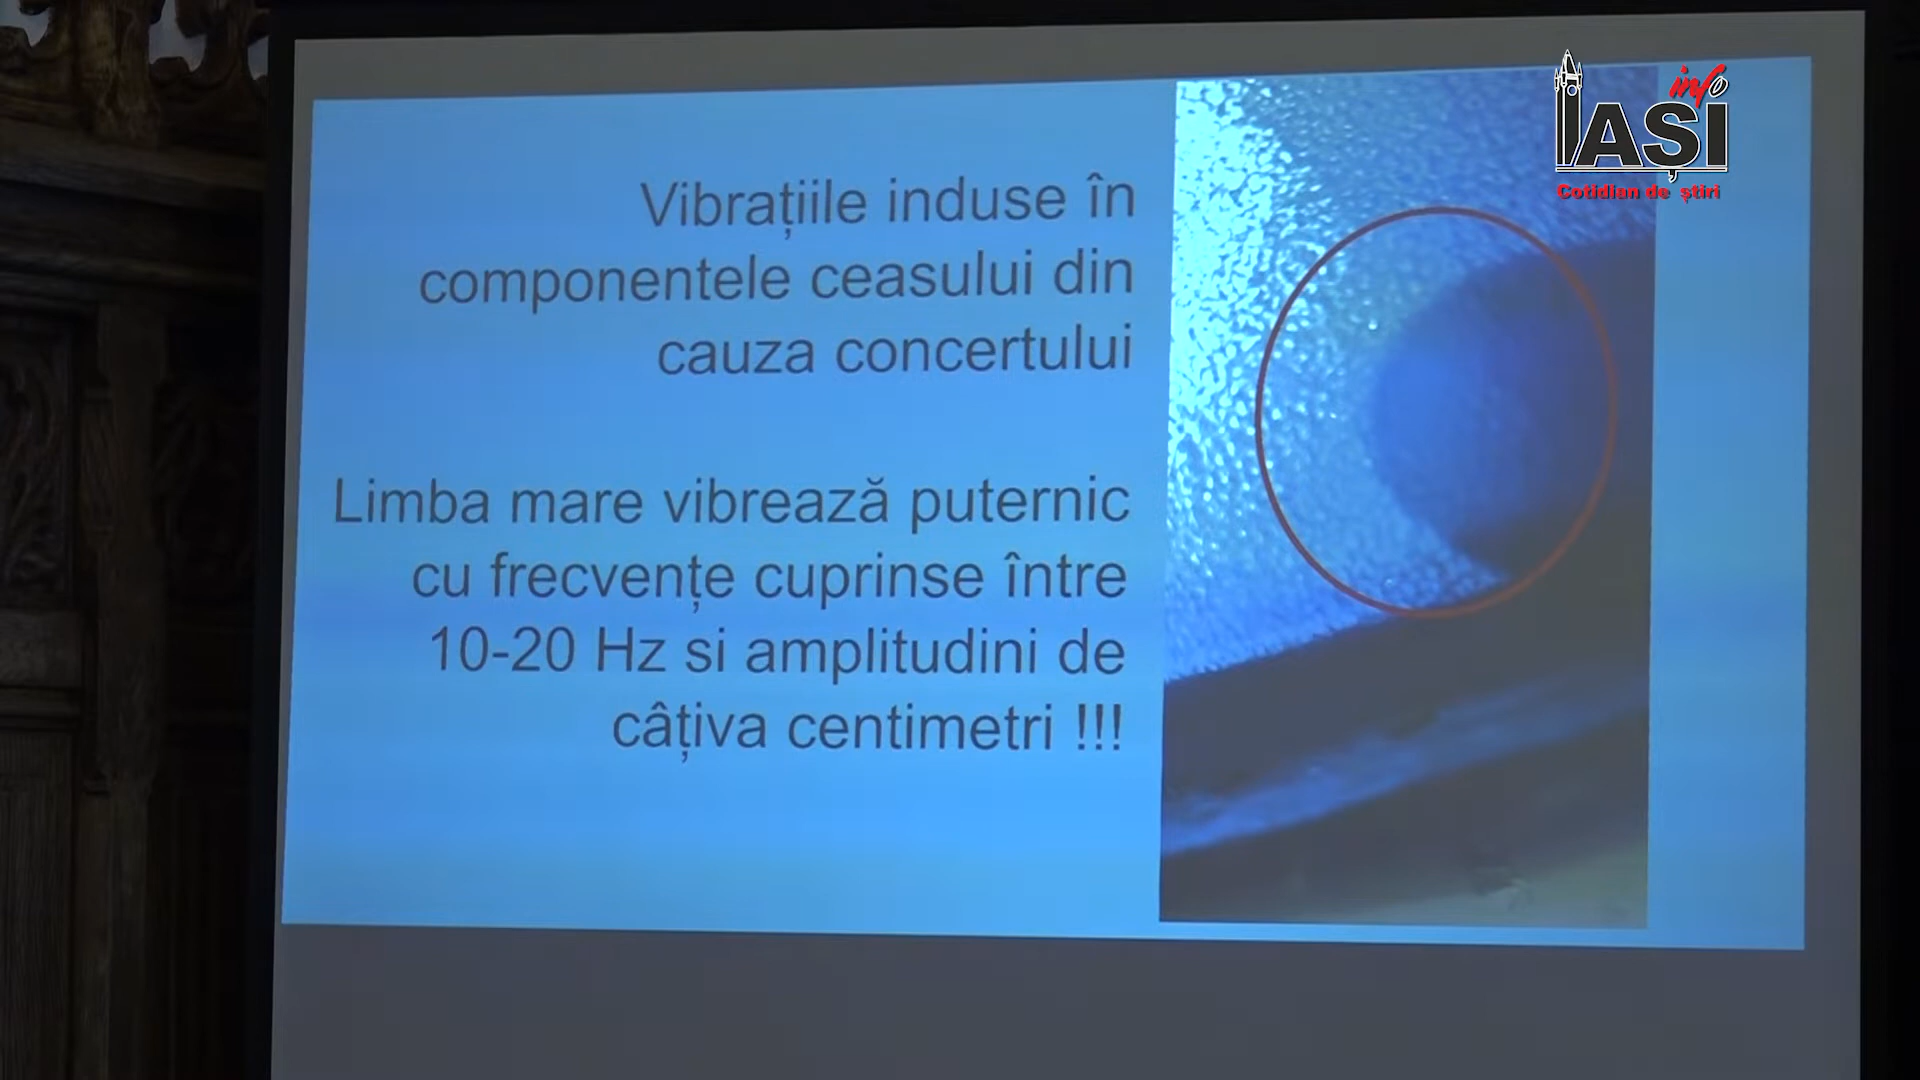 info
IAȘI
Cotidian de știri
Vibrațiile induse în
componentele ceasului din
cauza concertului
Limba mare vibrează puternic
cu frecvențe cuprinse între
10-20 Hz si amplitudini de
câțiva centimetri !!!